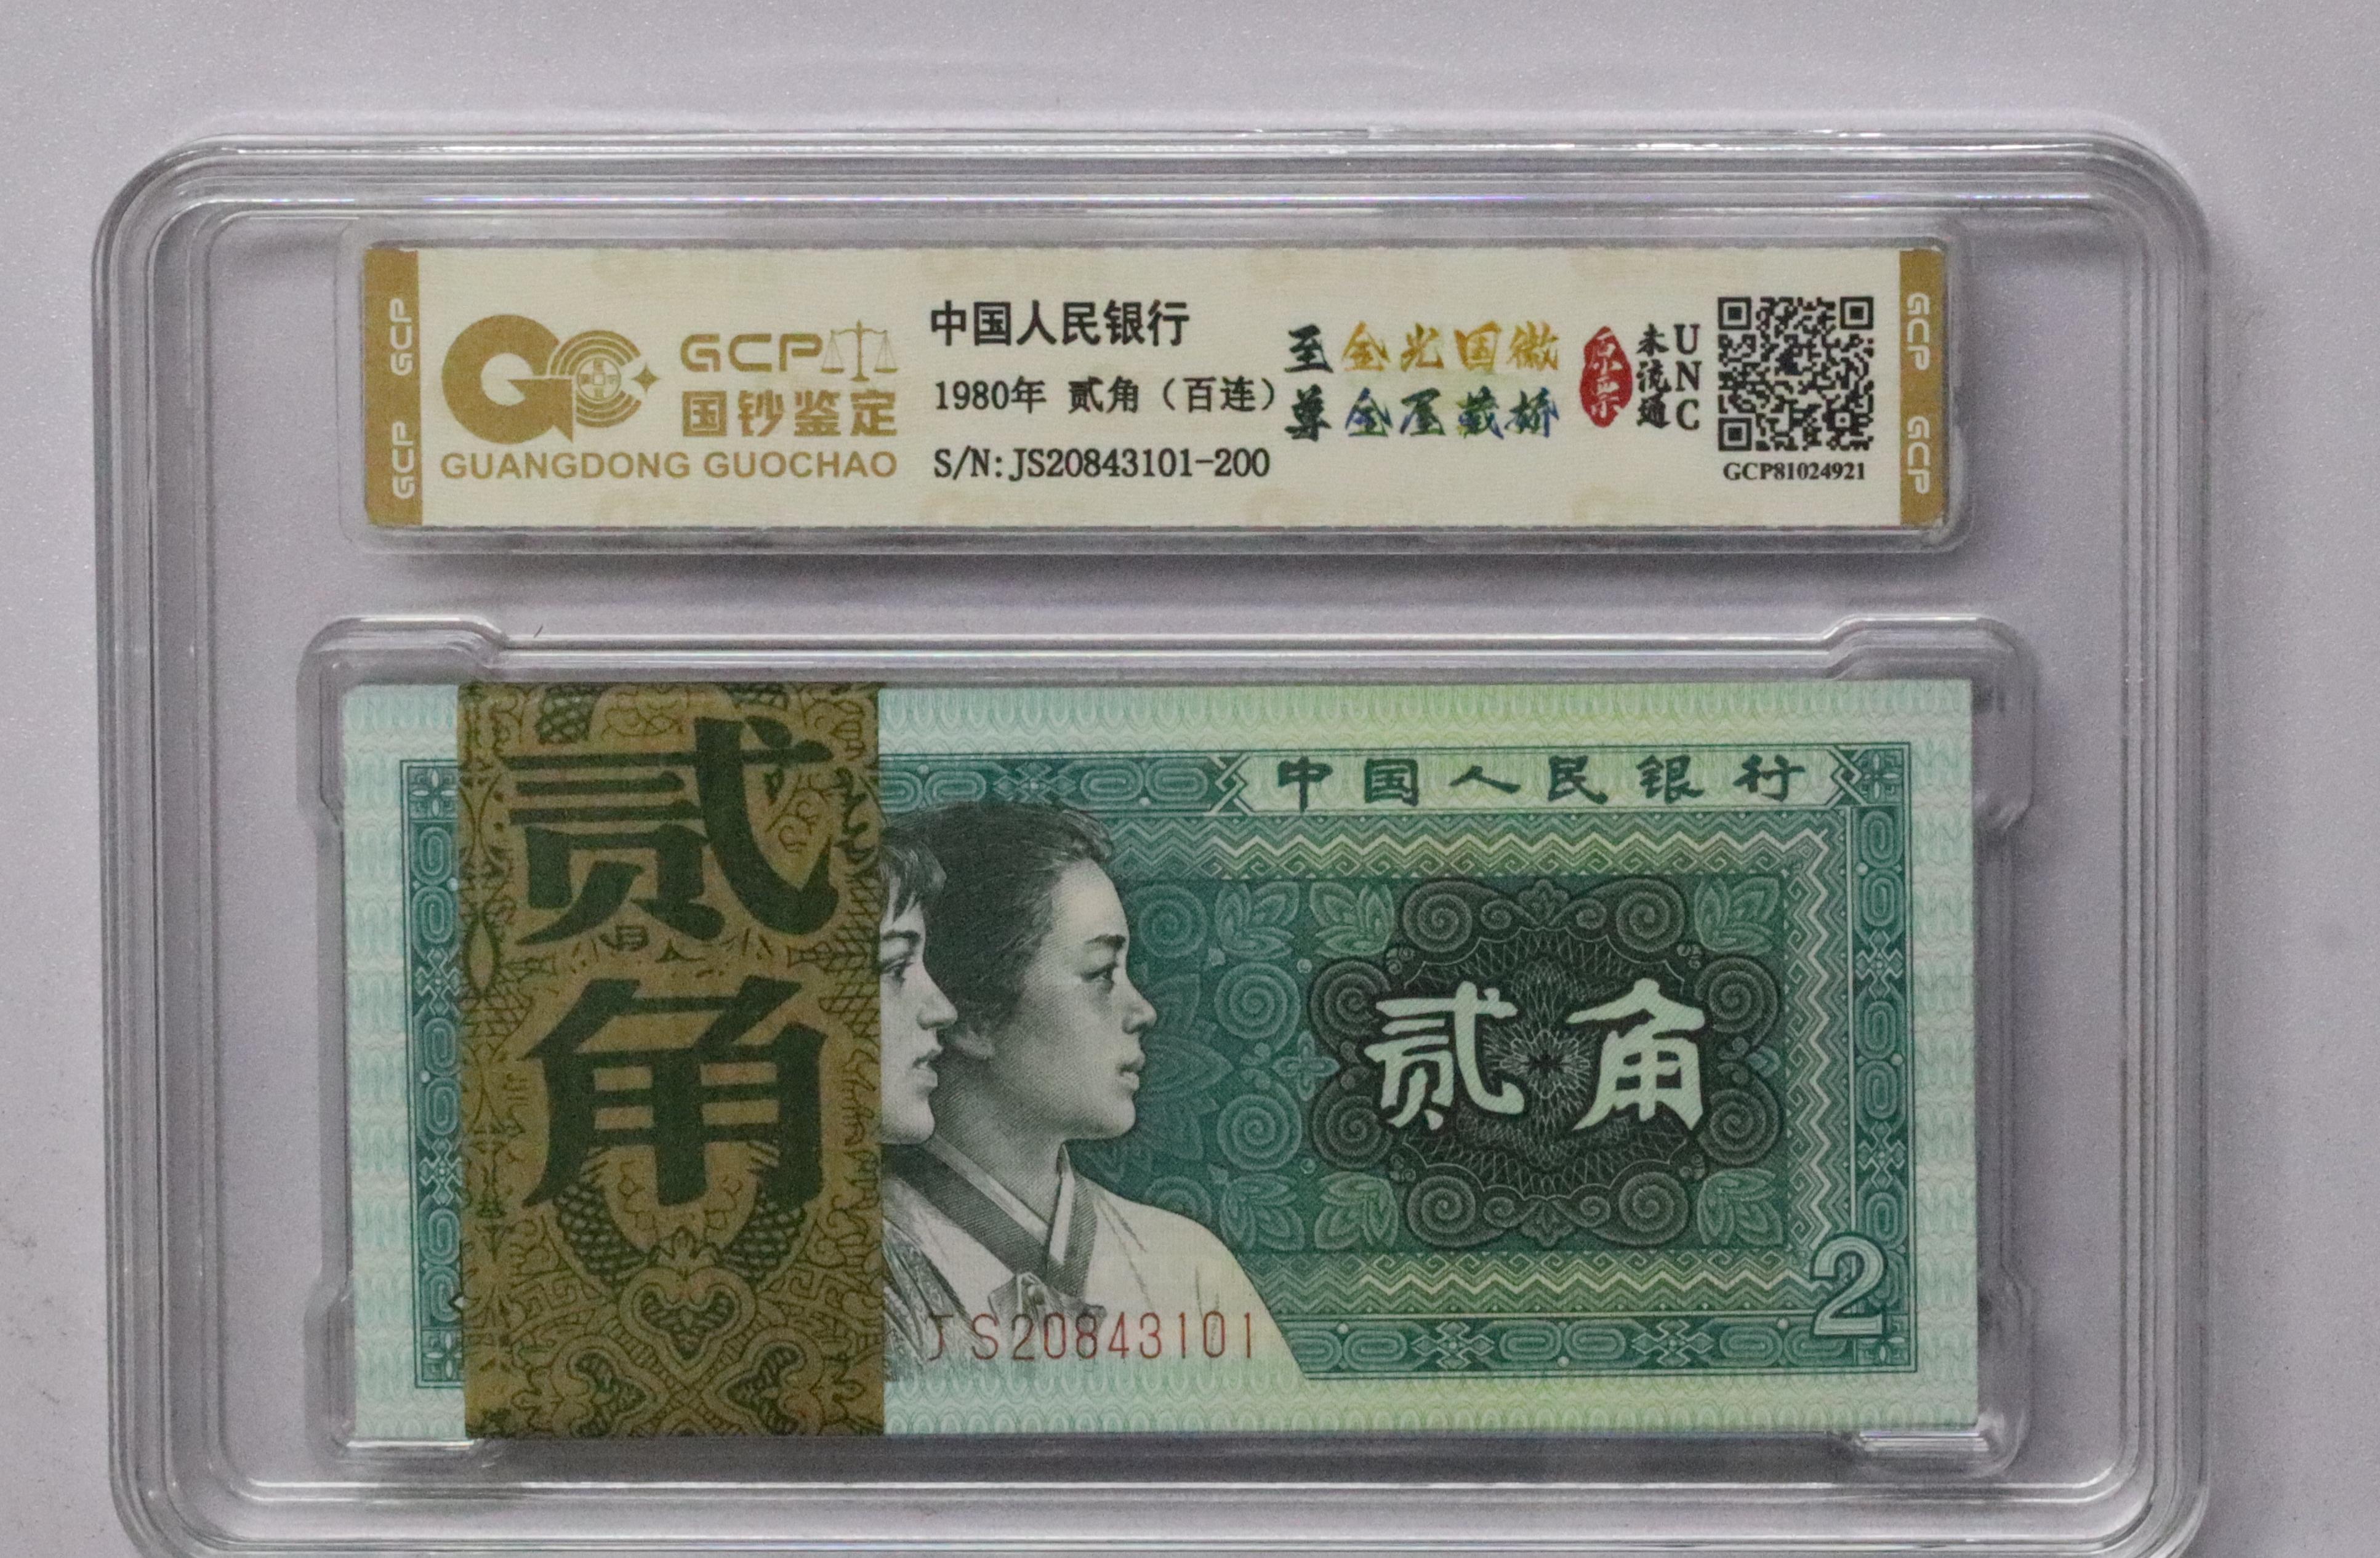 GCP
GCP
GCP
国钞鉴定
GUANGDONG GUOCHAO
中国人民银行
1980年 贰角（百连）
S/N:JS20843101-200
至尊
金光国徽
金屋藏娇
原票
未流通
UNC
GCP81024921
GCP
GCP
贰角
中国人民银行
贰角
JS20843101
2